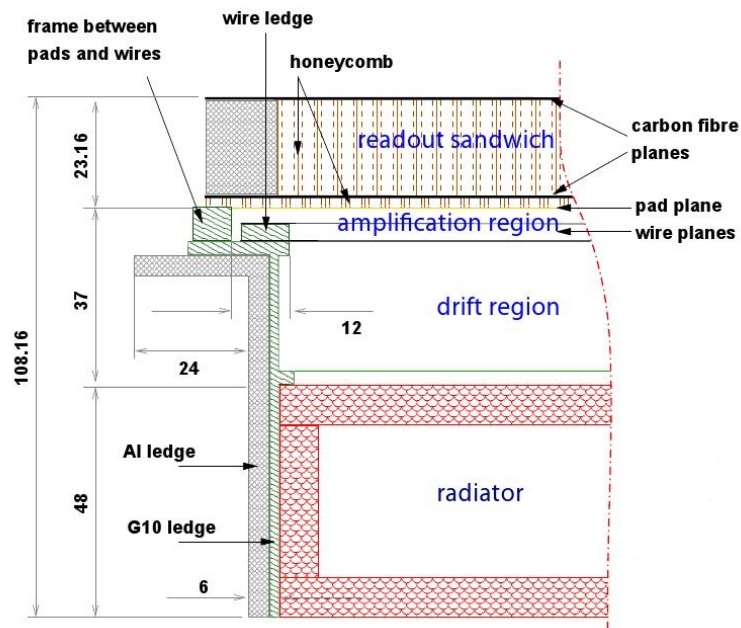 frame between
pads and wires
wire ledge
honeycomb
readout sandwich
carbon fibre
planes
23.16
pad plane
amplification region
wire planes
37
drift region
12
108.16
24
Al ledge
radiator
48
G10 ledge
6